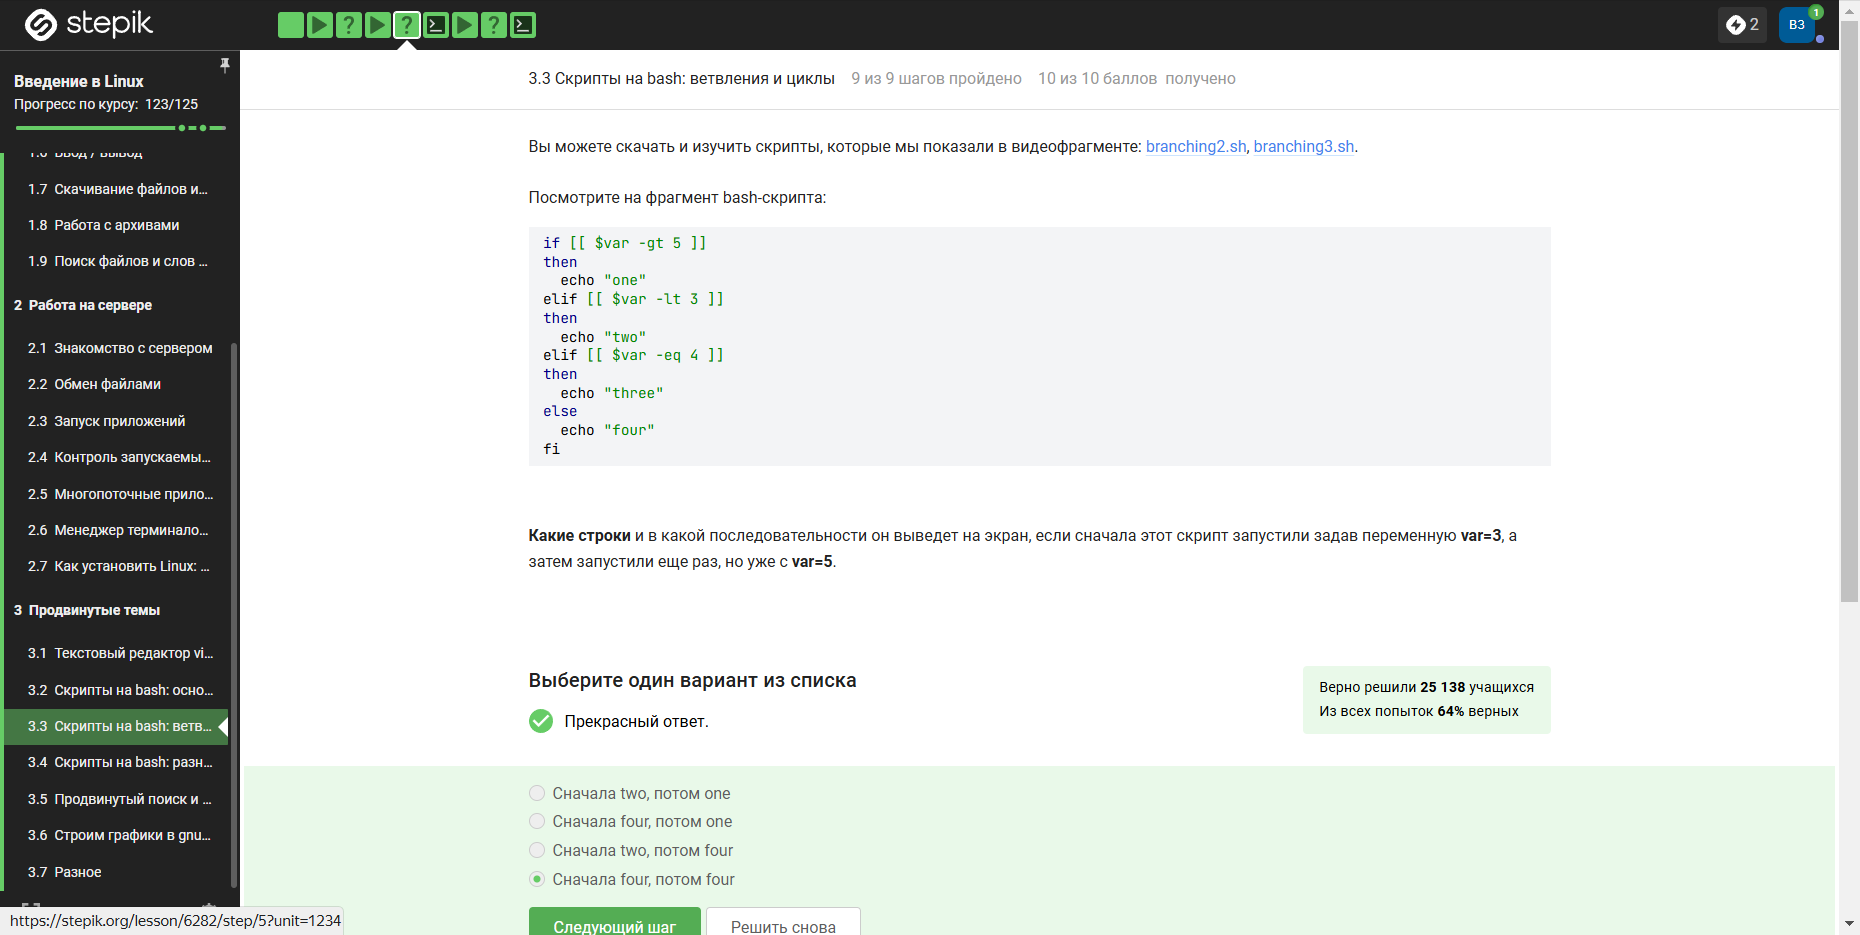 stepik
2
ВЗ
1
Введение в Linux
Прогресс по курсу: 123/125
1.6 Ввод / вывод
1.7 Скачивание файлов и...
1.8 Работа с архивами
1.9 Поиск файлов и слов ...
2 Работа на сервере
2.1 Знакомство с сервером
2.2 Обмен файлами
2.3 Запуск приложений
2.4 Контроль запускаемы...
2.5 Многопоточные прило...
2.6 Менеджер терминало...
2.7 Как установить Linux: ...
3 Продвинутые темы
3.1 Текстовый редактор vi...
3.2 Скрипты на bash: осно...
3.3 Скрипты на bash: ветв...
3.4 Скрипты на bash: разн...
3.5 Продвинутый поиск и ...
3.6 Строим графики в gnu...
3.7 Разное
https://stepik.org/lesson/6282/step/5?unit=1234
3.3 Скрипты на bash: ветвления и циклы 9 из 9 шагов пройдено 10 из 10 баллов получено
Вы можете скачать и изучить скрипты, которые мы показали в видеофрагменте: branching2.sh, branching3.sh.
Посмотрите на фрагмент bash-скрипта:
if [[ $var -gt 5 ]]
then
echo "one"
elif [[ $var -lt 3 ]]
then
echo "two"
elif [[ $var -eq 4 ]]
then
echo "three"
else
echo "four"
fi
Какие строки и в какой последовательности он выведет на экран, если сначала этот скрипт запустили задав переменную var=3, а
затем запустили еще раз, но уже с var=5.
Выберите один вариант из списка
Прекрасный ответ.
Верно решили 25 138 учащихся
Из всех попыток 64% верных
Сначала two, потом one
Сначала four, потом one
Сначала two, потом four
Сначала four, потом four
Следующий шаг
Решить снова